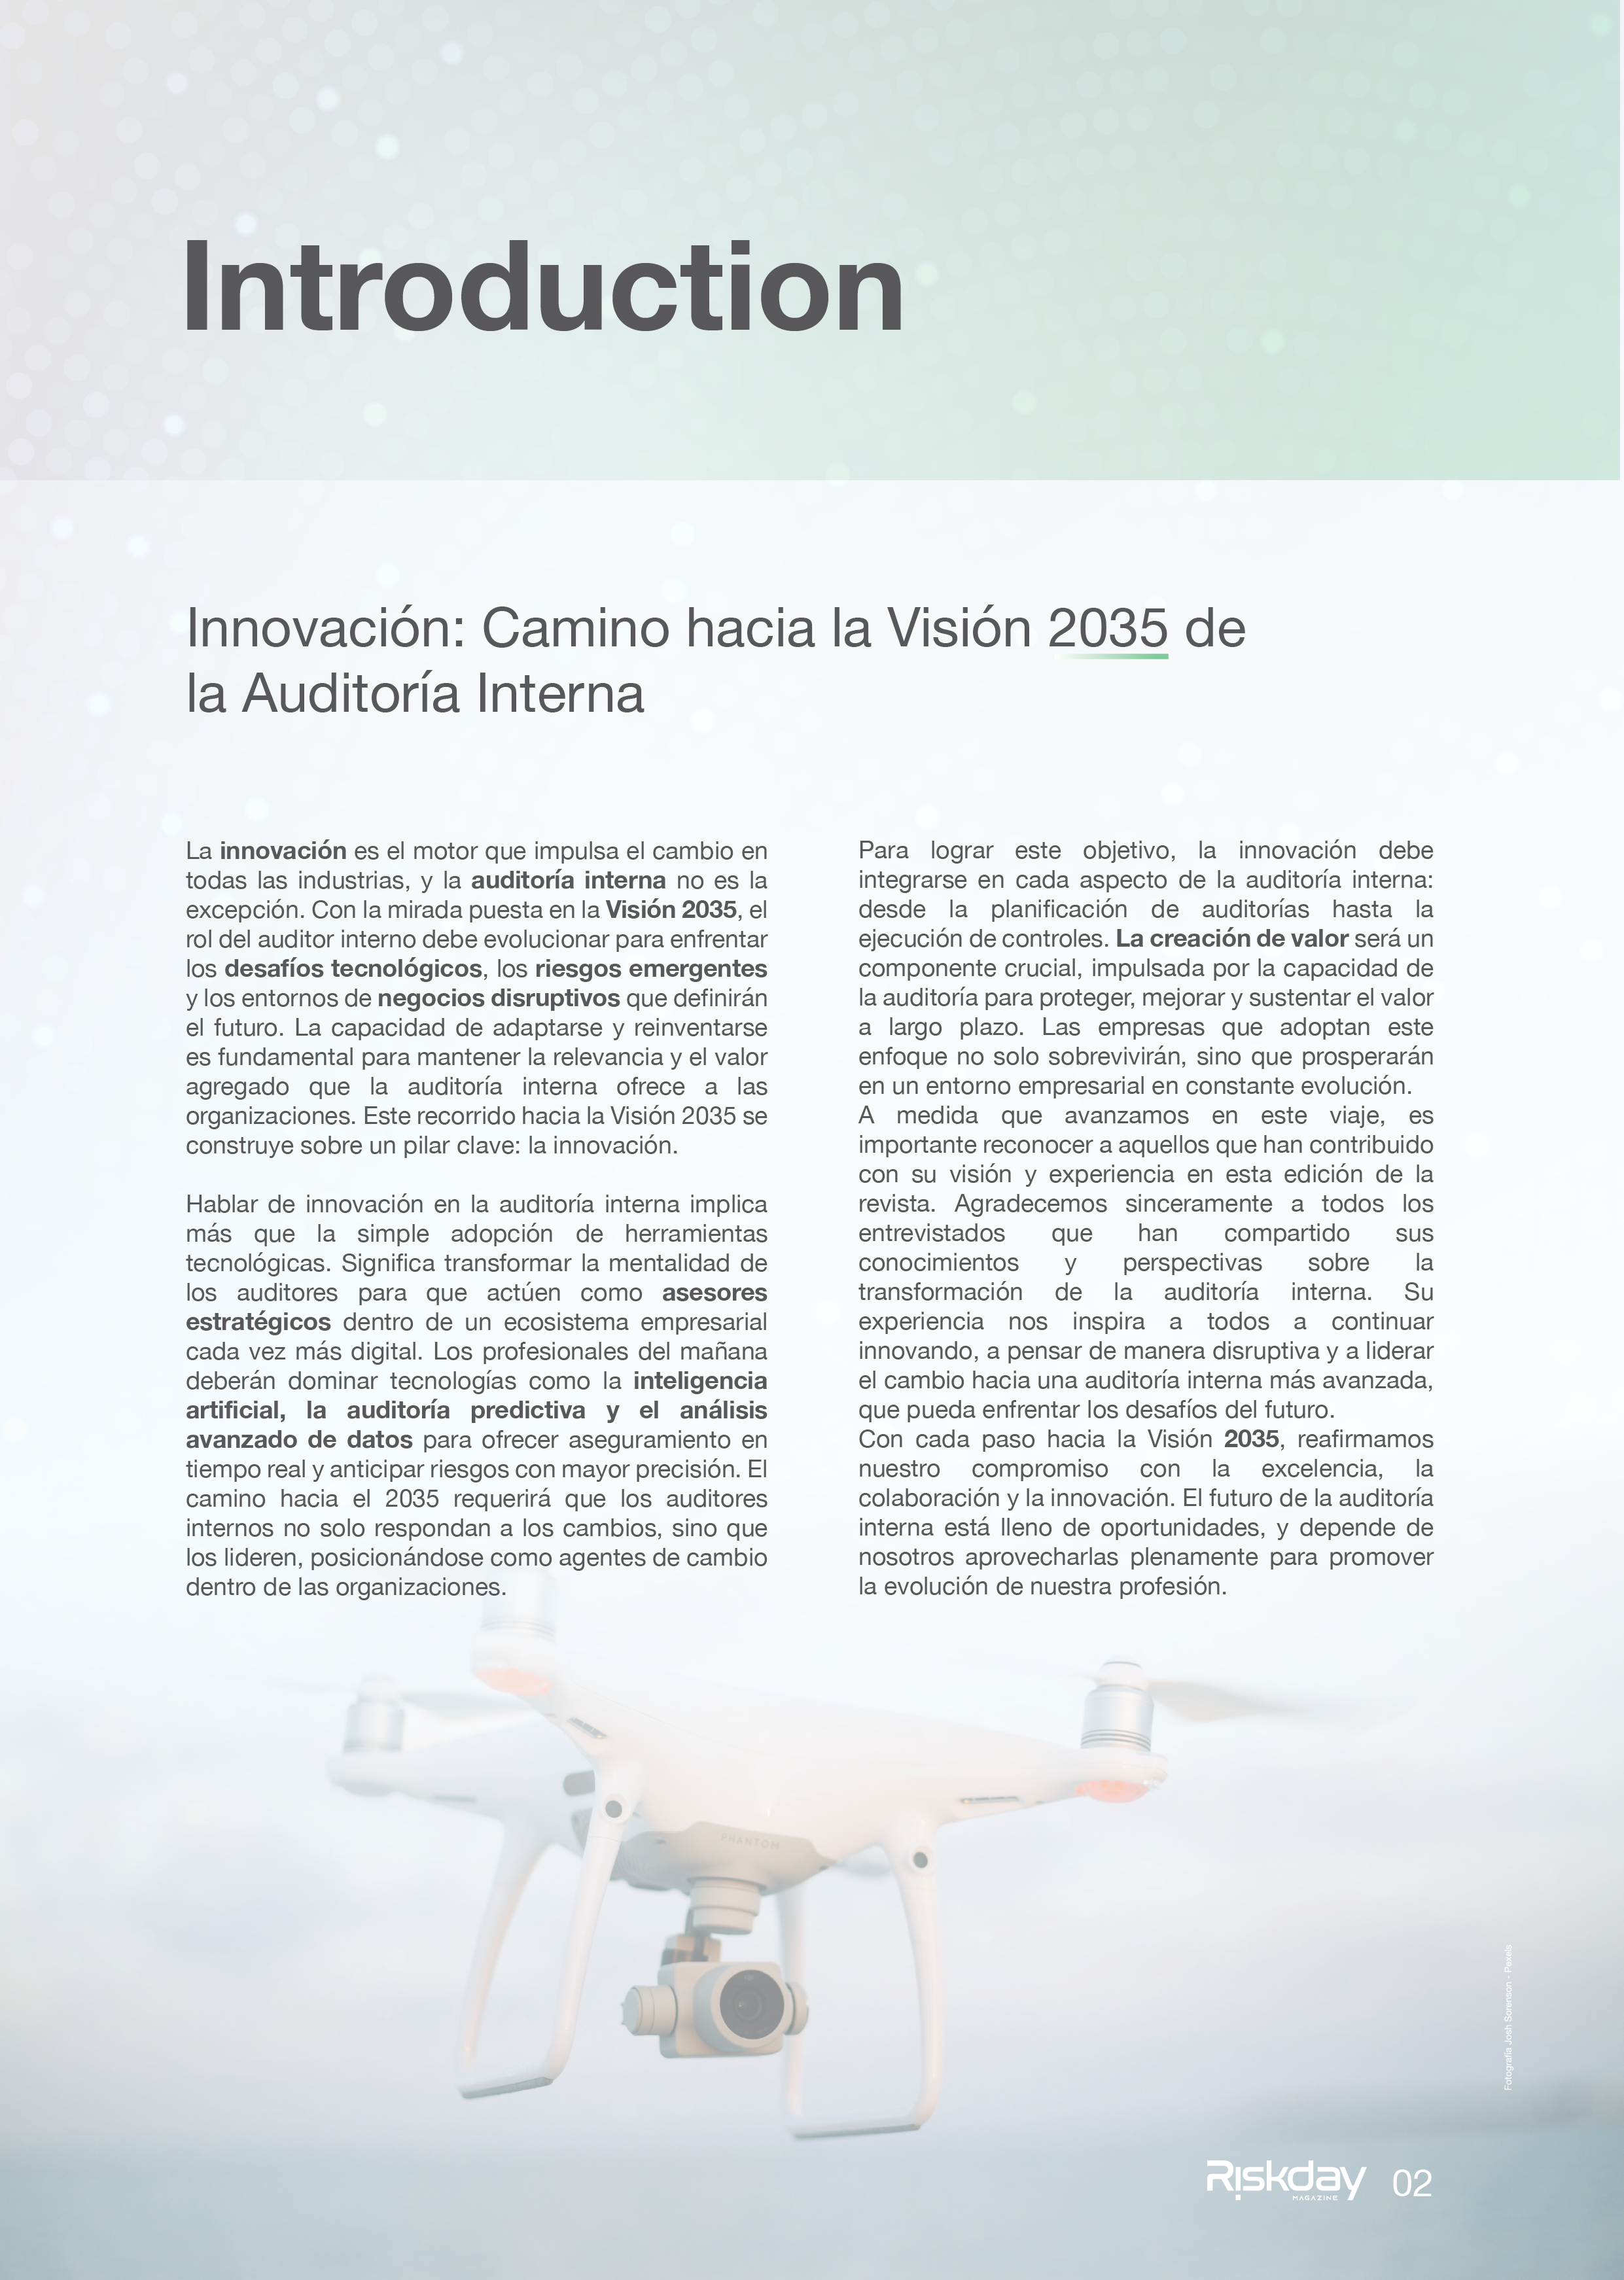 Introduction
Innovación: Camino hacia la Visión 2035 de
la Auditoría Interna
La innovación es el motor que impulsa el cambio en
todas las industrias, y la auditoría interna no es la
excepción. Con la mirada puesta en la Visión 2035, el
rol del auditor interno debe evolucionar para enfrentar
los desafíos tecnológicos, los riesgos emergentes
y los entornos de negocios disruptivos que definirán
el futuro. La capacidad de adaptarse y reinventarse
es fundamental para mantener la relevancia y el valor
agregado que la auditoría interna ofrece a las
organizaciones. Este recorrido hacia la Visión 2035 se
construye sobre un pilar clave: la innovación.
Hablar de innovación en la auditoría interna implica
más que la simple adopción de herramientas
tecnológicas. Significa transformar la mentalidad de
los auditores para que actúen como asesores
estratégicos dentro de un ecosistema empresarial
cada vez más digital. Los profesionales del mañana
deberán dominar tecnologías como la inteligencia
artificial, la auditoría predictiva y el análisis
avanzado de datos para ofrecer aseguramiento en
tiempo real y anticipar riesgos con mayor precisión. El
camino hacia el 2035 requerirá que los auditores
internos no solo respondan a los cambios, sino que
los lideren, posicionándose como agentes de cambio
dentro de las organizaciones.
Para lograr este objetivo, la innovación debe
integrarse en cada aspecto de la auditoría interna:
desde la planificación de auditorías hasta la
ejecución de controles. La creación de valor será un
componente crucial, impulsada por la capacidad de
la auditoría para proteger, mejorar y sustentar el valor
a largo plazo. Las empresas que adoptan este
enfoque no solo sobrevivirán, sino que prosperarán
en un entorno empresarial en constante evolución.
A medida que avanzamos en este viaje, es
importante reconocer a aquellos que han contribuido
con su visión y experiencia en esta edición de la
revista. Agradecemos sinceramente a todos los
entrevistados que han compartido sus
conocimientos y perspectivas sobre la
transformación de la auditoría interna. Su
experiencia nos inspira a todos a continuar
innovando, a pensar de manera disruptiva y a liderar
el cambio hacia una auditoría interna más avanzada,
que pueda enfrentar los desafíos del futuro.
Con cada paso hacia la Visión 2035, reafirmamos
nuestro compromiso con la excelencia, la
colaboración y la innovación. El futuro de la auditoría
interna está lleno de oportunidades, y depende de
nosotros aprovecharlas plenamente para promover
la evolución de nuestra profesión.
PHANTOM
Fotografía Josh Sorenson - Pexels
Riskday
MAGAZINE
02